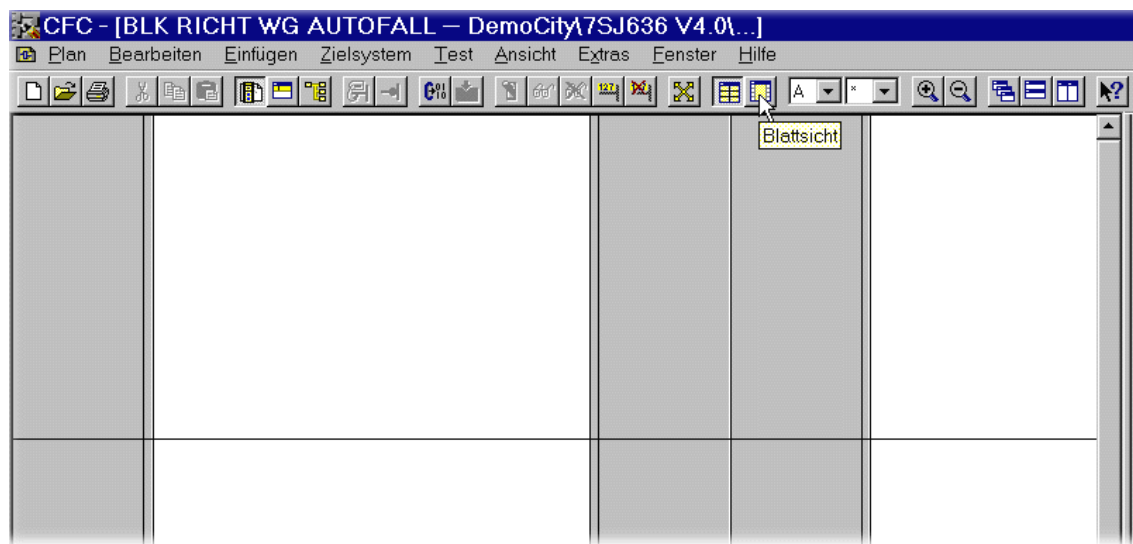 CFC - [BLK RICHT WG AUTOFALL — DemoCity\7SJ636 V4.0\...]
Plan Bearbeiten Einfügen Zielsystem Test Ansicht Extras Fenster Hilfe
A *
Blattsicht